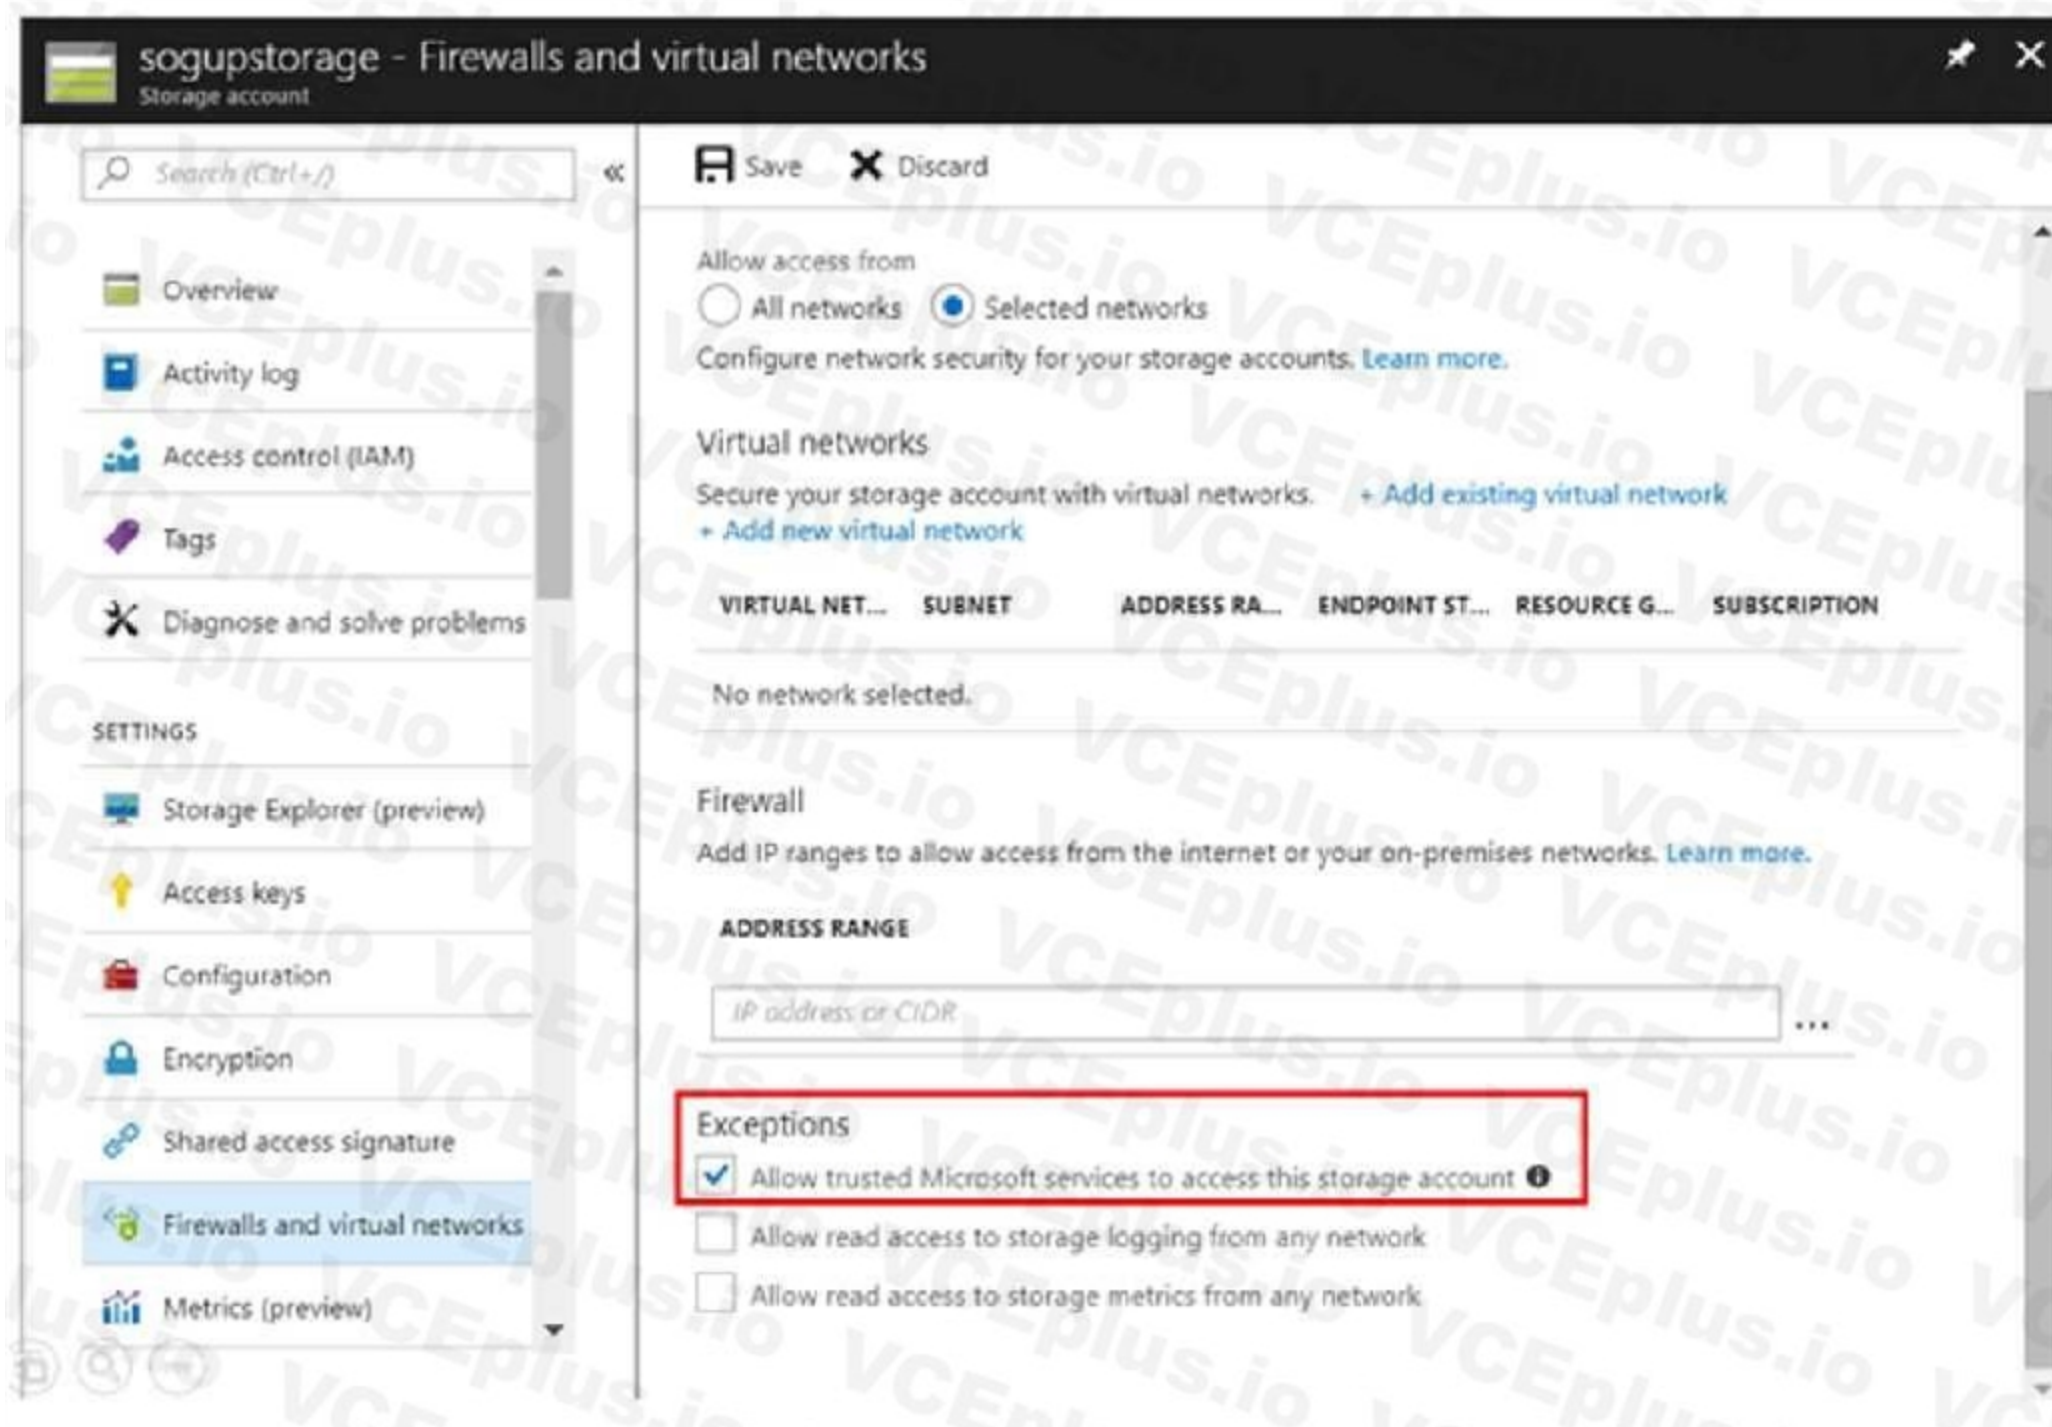 sogupstorage - Firewalls and virtual networks
Storage account
Search (Ctrl+/)
Overview
Activity log
Access control (IAM)
Tags
Diagnose and solve problems
SETTINGS
Storage Explorer (preview)
Access keys
Configuration
Encryption
Shared access signature
Firewalls and virtual networks
Metrics (preview)
Save Discard
Allow access from
All networks Selected networks
Configure network security for your storage accounts. Learn more.
Virtual networks
Secure your storage account with virtual networks. + Add existing virtual network
+ Add new virtual network
VIRTUAL NET... SUBNET ADDRESS RA... ENDPOINT ST... RESOURCE G... SUBSCRIPTION
No network selected.
Firewall
Add IP ranges to allow access from the internet or your on-premises networks. Learn more.
ADDRESS RANGE
IP address or CIDR
...
Exceptions
Allow trusted Microsoft services to access this storage account
Allow read access to storage logging from any network
Allow read access to storage metrics from any network
VCEplus.io